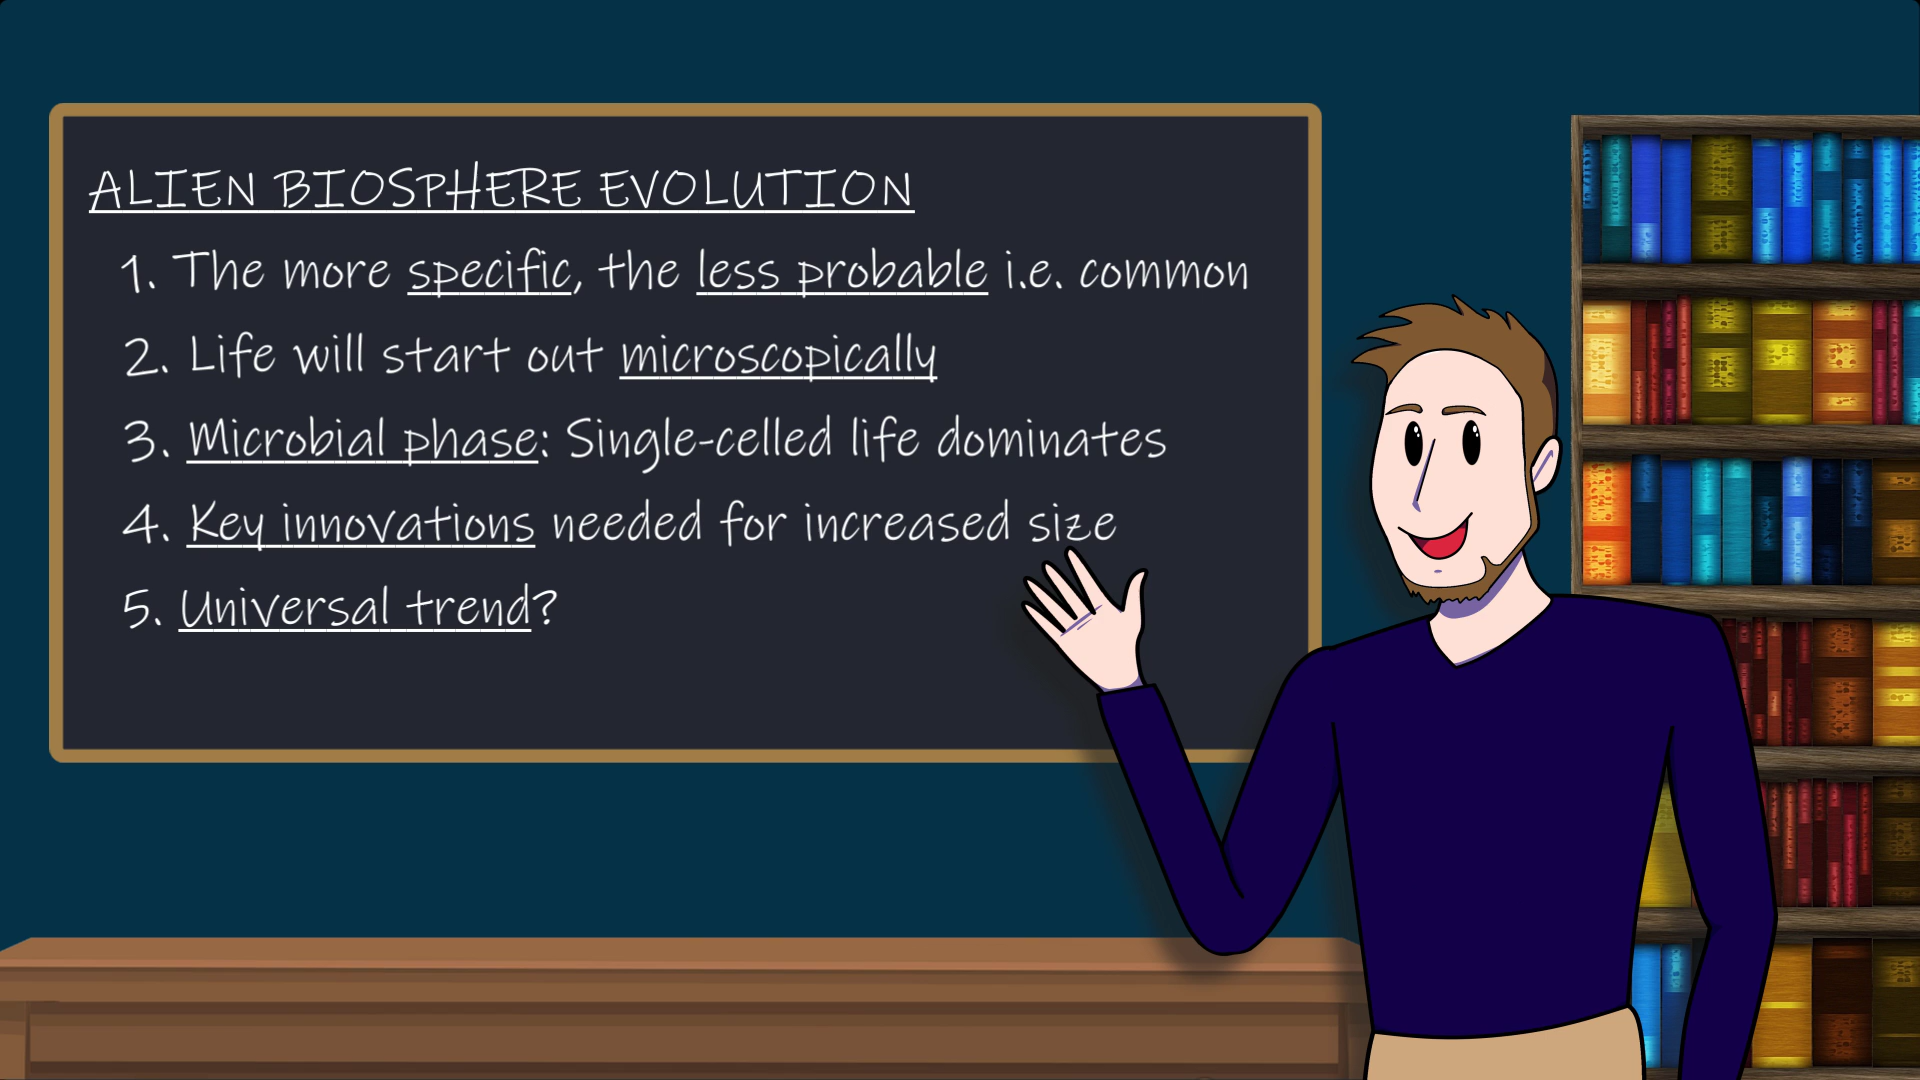 ALIEN BIOSPHERE EVOLUTION
1. The more specific, the less probable i.e. common
2. Life will start out microscopically
3. Microbial phase: Single-celled life dominates
4. Key innovations needed for increased size
5. Universal trend?